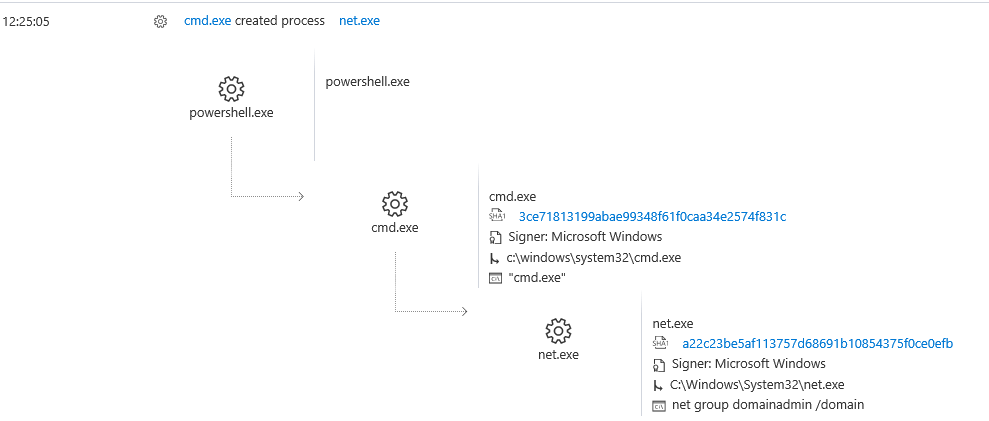 12:25:05 cmd.exe created process net.exe
powershell.exe
powershell.exe
cmd.exe
cmd.exe
SHA1 3ce71813199abae99348f61f0caa34e2574f831c
Signer: Microsoft Windows
c:\windows\system32\cmd.exe
"cmd.exe"
net.exe
net.exe
SHA1 a22c23be5af113757d68691b10854375f0ce0efb
Signer: Microsoft Windows
C:\Windows\System32\net.exe
net group domainadmin /domain